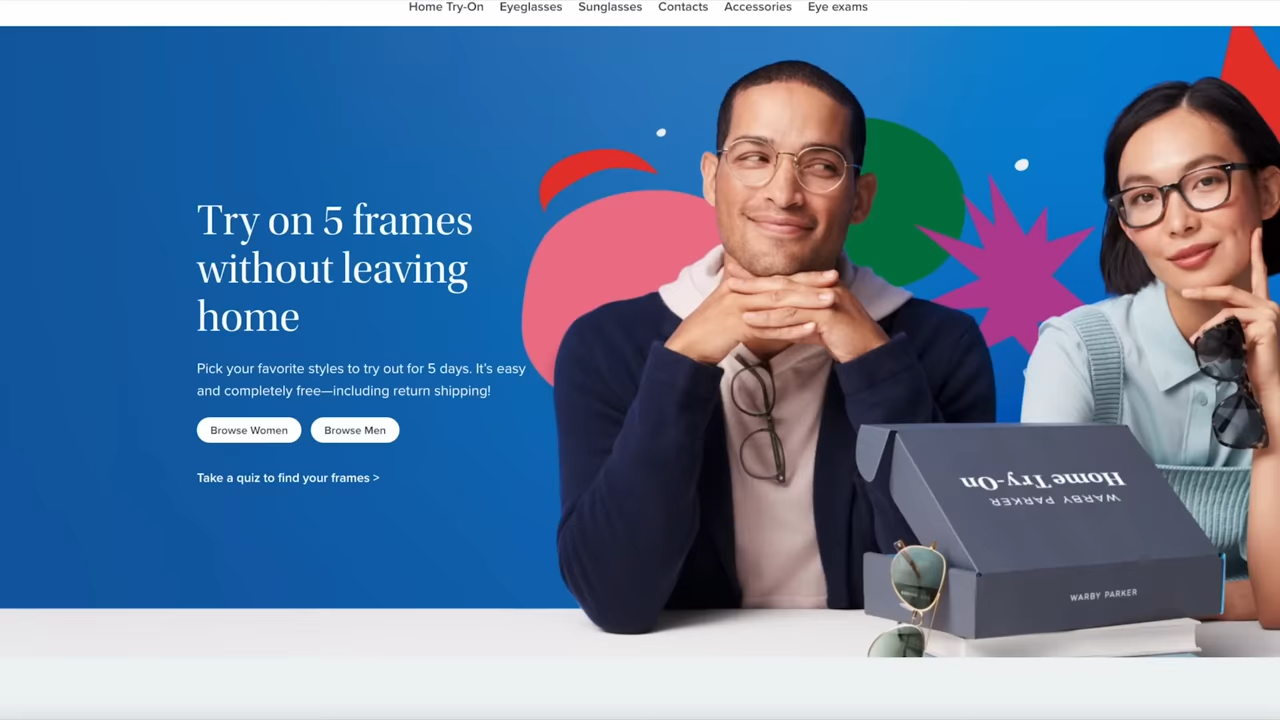 Home Try-On Eyeglasses Sunglasses Contacts Accessories Eye exams
Try on 5 frames
without leaving
home
Pick your favorite styles to try out for 5 days. It's easy
and completely free—including return shipping!
Browse Women Browse Men
Take a quiz to find your frames >
Home Try-On
WARBY PARKER
WARBY PARKER